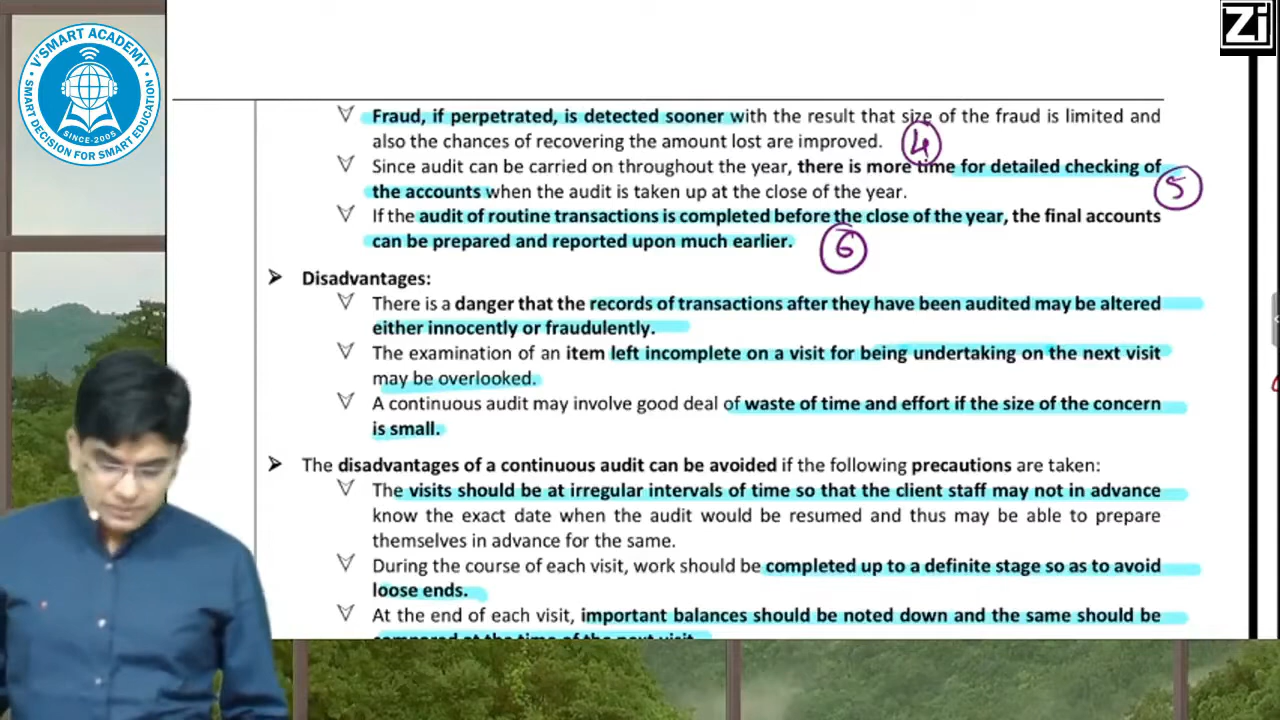 V'SMART ACADEMY
SINCE-2005
SMART DECISION FOR SMART EDUCATION
Zi
Fraud, if perpetrated, is detected sooner with the result that size of the fraud is limited and
also the chances of recovering the amount lost are improved.
4
Since audit can be carried on throughout the year, there is more time for detailed checking of
the accounts when the audit is taken up at the close of the year.
5
If the audit of routine transactions is completed before the close of the year, the final accounts
can be prepared and reported upon much earlier.
6
Disadvantages:
There is a danger that the records of transactions after they have been audited may be altered
either innocently or fraudulently.
The examination of an item left incomplete on a visit for being undertaking on the next visit
may be overlooked.
A continuous audit may involve good deal of waste of time and effort if the size of the concern
is small.
The disadvantages of a continuous audit can be avoided if the following precautions are taken:
The visits should be at irregular intervals of time so that the client staff may not in advance
know the exact date when the audit would be resumed and thus may be able to prepare
themselves in advance for the same.
During the course of each visit, work should be completed up to a definite stage so as to avoid
loose ends.
At the end of each visit, important balances should be noted down and the same should be
compared at the time of the next visit.